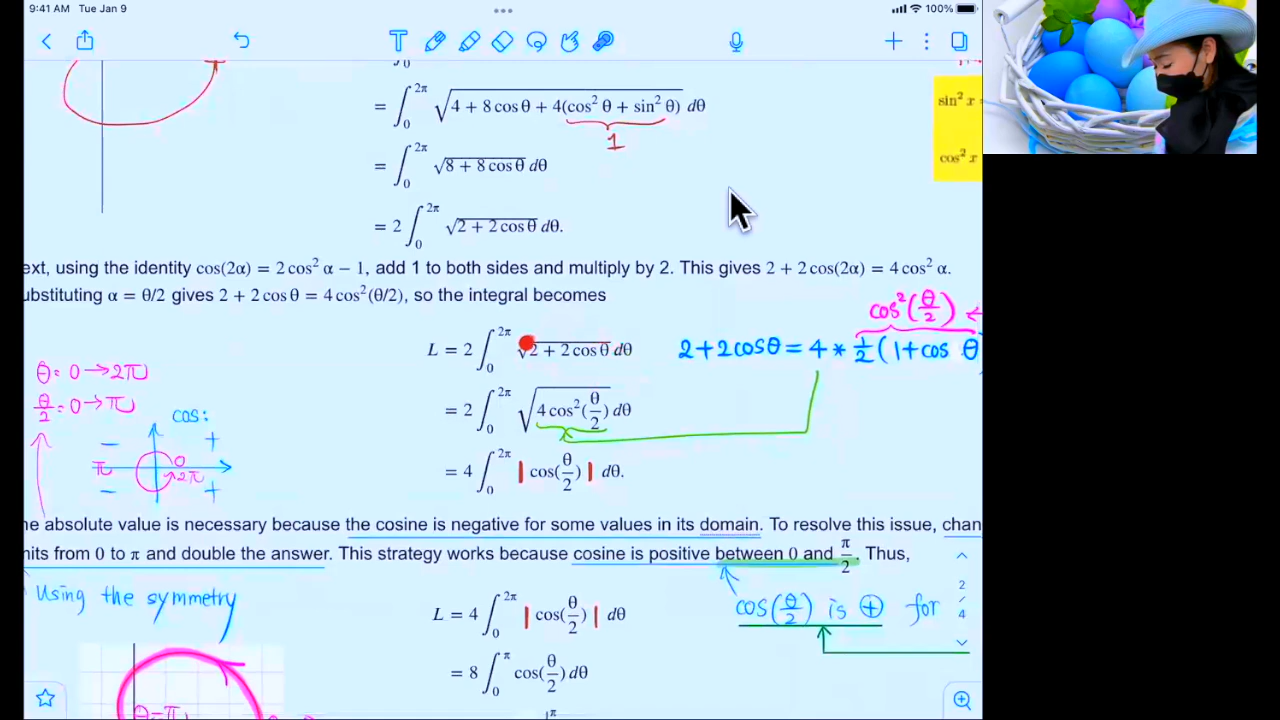 9:41 AM Tue Jan 9
100%
= ∫₀^{2π} √(4 + 8 cos θ + 4(cos² θ + sin² θ)) dθ
1
= ∫₀^{2π} √(8 + 8 cos θ) dθ
= 2 ∫₀^{2π} √(2 + 2 cos θ) dθ.
sin² x
cos² x
ext, using the identity cos(2α) = 2 cos² α − 1, add 1 to both sides and multiply by 2. This gives 2 + 2 cos(2α) = 4 cos² α.
ubstituting α = θ/2 gives 2 + 2 cos θ = 4 cos²(θ/2), so the integral becomes
cos²(θ/2) ←
L = 2 ∫₀^{2π} √(2 + 2 cos θ) dθ
2+2cosθ = 4 * ½ (1+cos θ
θ: 0→2π
θ/2: 0→π
= 2 ∫₀^{2π} √(4 cos²(θ/2)) dθ
cos:
− +
π 0
2π
− +
= 4 ∫₀^{2π} | cos(θ/2) | dθ.
he absolute value is necessary because the cosine is negative for some values in its domain. To resolve this issue, chan
nits from 0 to π and double the answer. This strategy works because cosine is positive between 0 and π/2. Thus,
Using the symmetry
cos(θ/2) is ⊕ for
2
/
4
L = 4 ∫₀^{2π} | cos(θ/2) | dθ
= 8 ∫₀^{π} cos(θ/2) dθ
θ=π
π